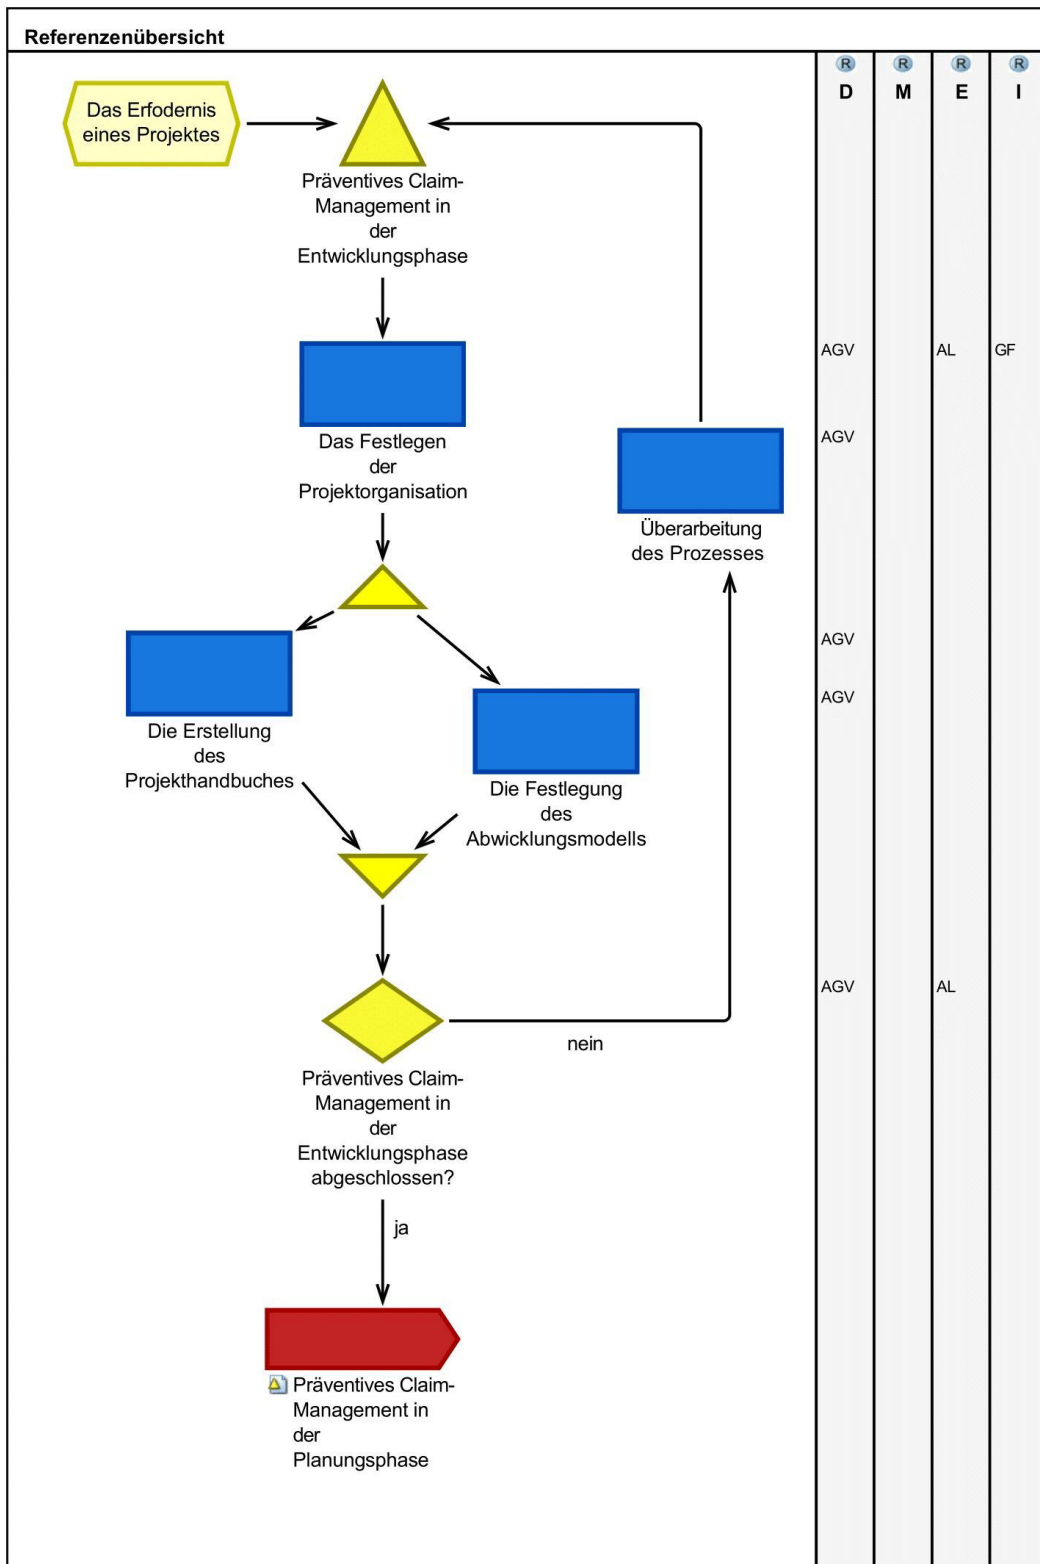 Referenzenübersicht
R R R R
D M E I
Das Erfodernis
eines Projektes
Präventives Claim-
Management in
der
Entwicklungsphase
AGV AL GF
Das Festlegen
der
Projektorganisation
AGV
Überarbeitung
des Prozesses
AGV
Die Erstellung
des
Projekthandbuches
AGV
Die Festlegung
des
Abwicklungsmodells
AGV AL
nein
Präventives Claim-
Management in
der
Entwicklungsphase
abgeschlossen?
ja
Präventives Claim-
Management in
der
Planungsphase